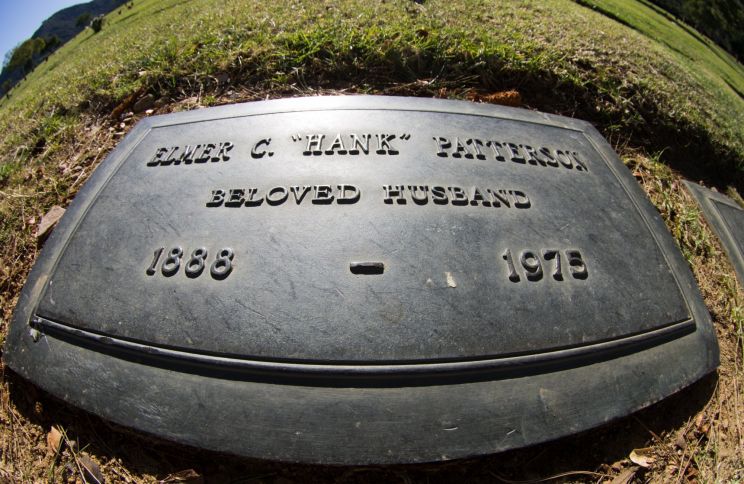 ELMER C. "HANK" PATTERSON
BELOVED HUSBAND
1888 – 1975